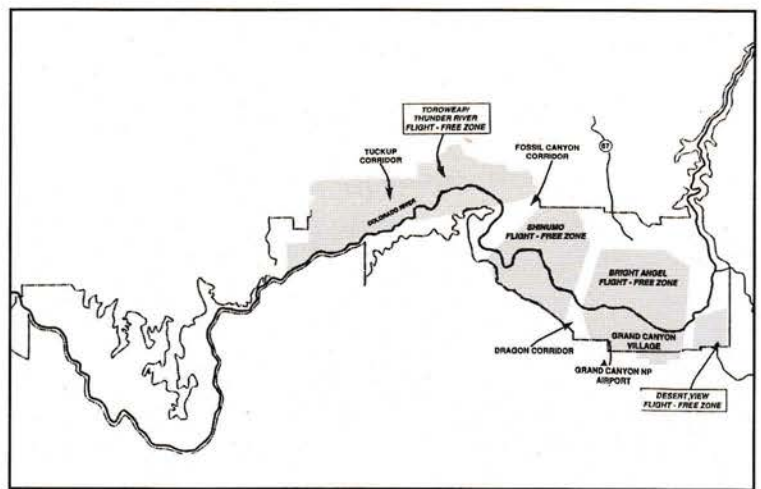 TOROWEAP/
THUNDER RIVER
FLIGHT - FREE ZONE
TUCKUP
CORRIDOR
FOSSIL CANYON
CORRIDOR
67
COLORADO RIVER
SHINUMO
FLIGHT - FREE ZONE
BRIGHT ANGEL
FLIGHT - FREE ZONE
GRAND CANYON
VILLAGE
DRAGON CORRIDOR
GRAND CANYON NP
AIRPORT
DESERT VIEW
FLIGHT - FREE ZONE